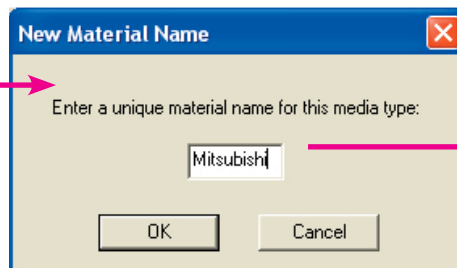 New Material Name
Enter a unique material name for this media type:
Mitsubishi
OK
Cancel